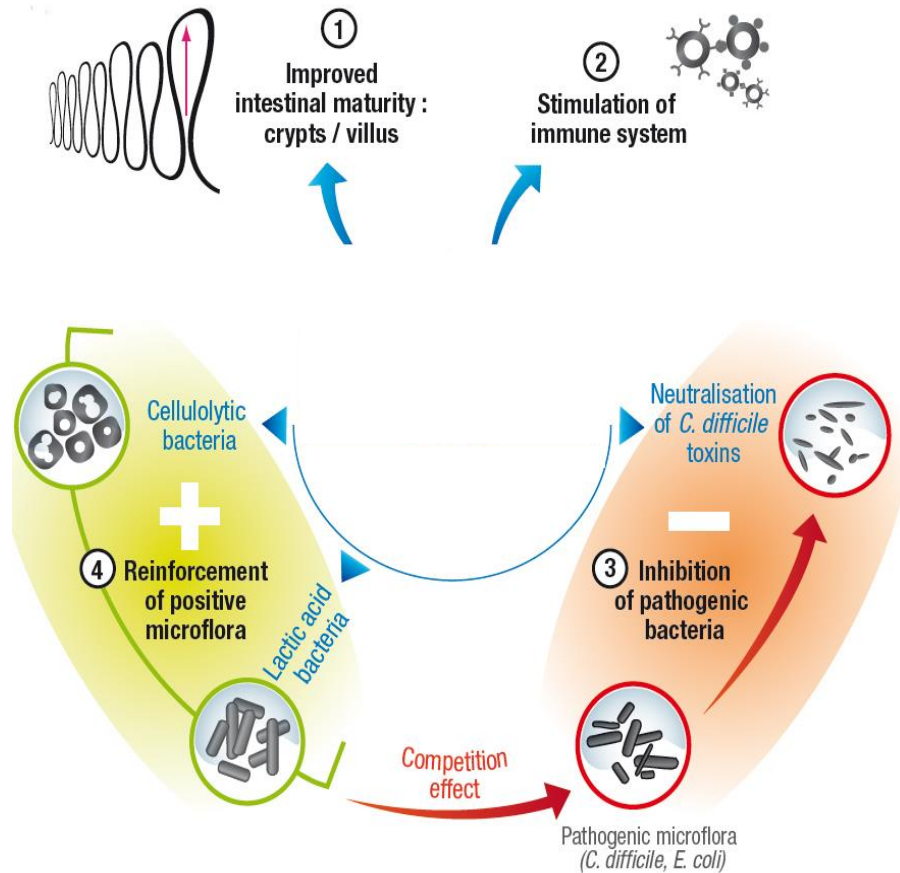 1
Improved
intestinal maturity :
crypts / villus
2
Stimulation of
immune system
Cellulolytic
bacteria
Neutralisation
of C. difficile
toxins
4
Reinforcement
of positive
microflora
Lactic acid
bacteria
3
Inhibition
of pathogenic
bacteria
Competition
effect
Pathogenic microflora
(C. difficile, E. coli)